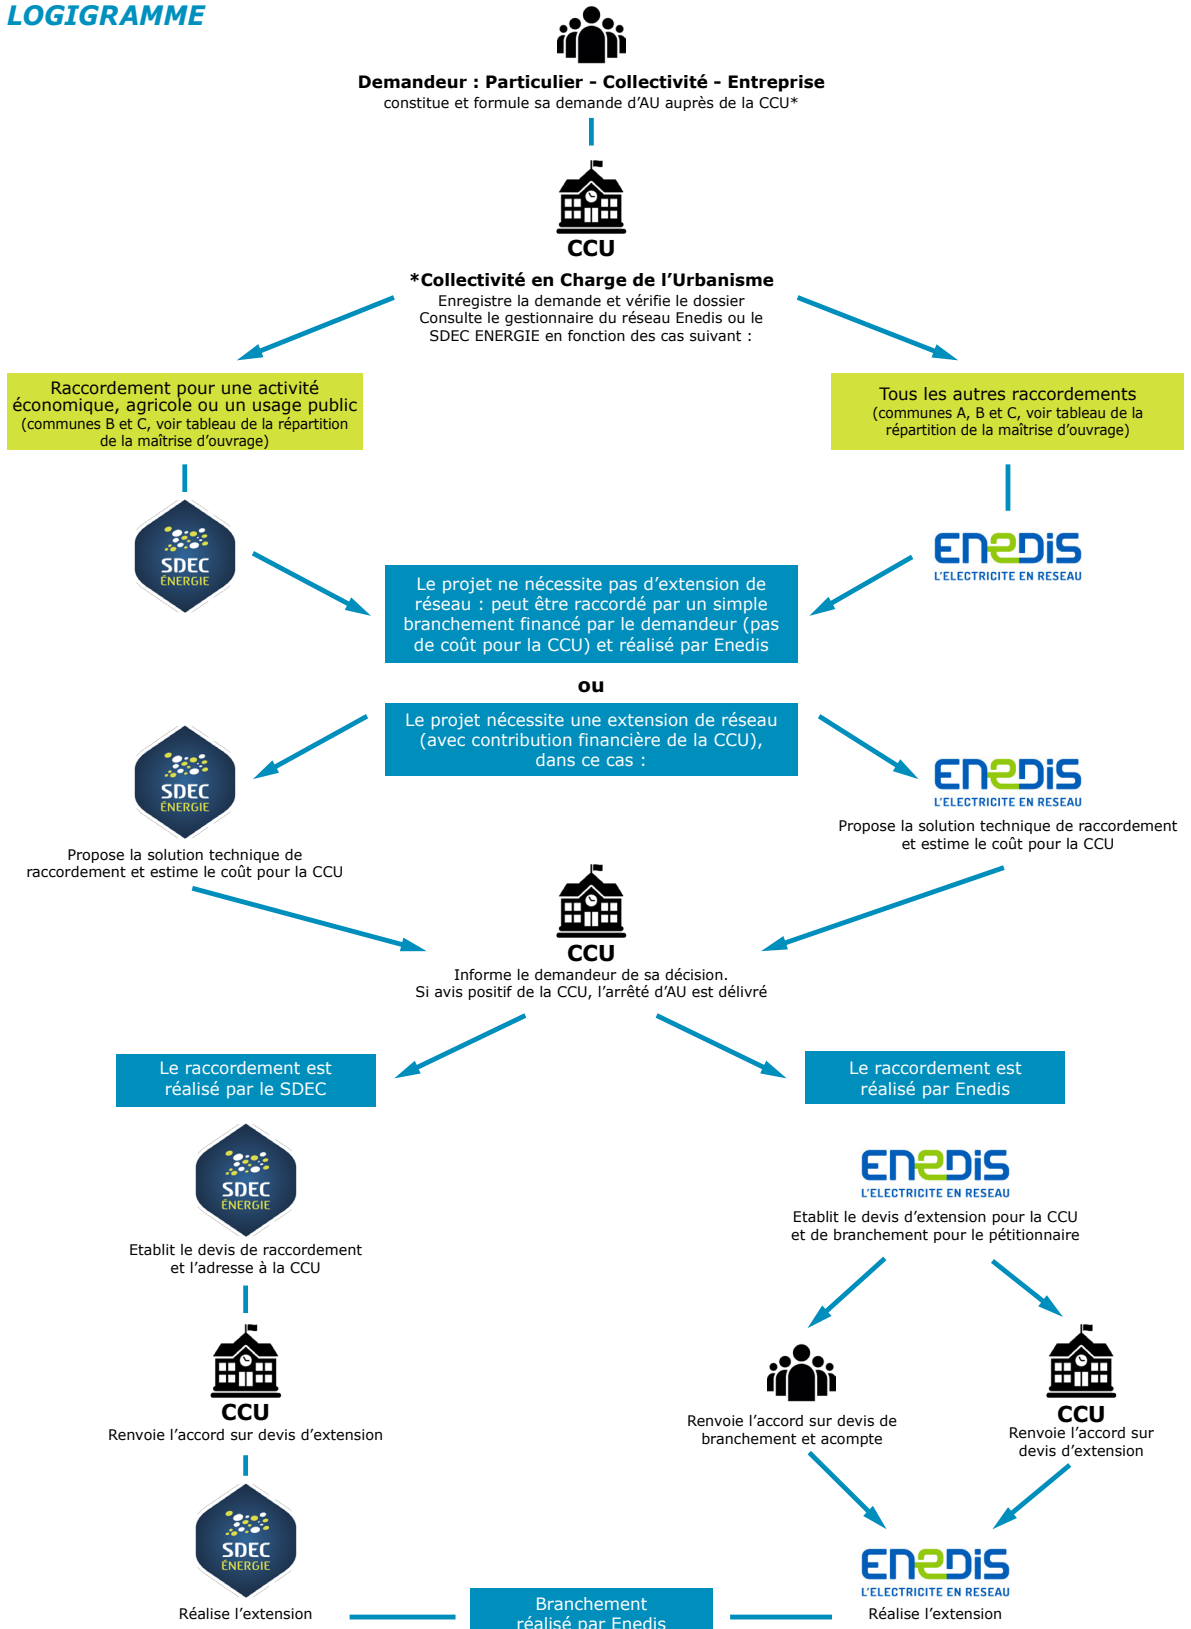 LOGIGRAMME
Demandeur : Particulier - Collectivité - Entreprise
constitue et formule sa demande d'AU auprès de la CCU*
CCU
*Collectivité en Charge de l'Urbanisme
Enregistre la demande et vérifie le dossier
Consulte le gestionnaire du réseau Enedis ou le
SDEC ENERGIE en fonction des cas suivant :
Raccordement pour une activité
économique, agricole ou un usage public
(communes B et C, voir tableau de la répartition
de la maîtrise d'ouvrage)
Tous les autres raccordements
(communes A, B et C, voir tableau de la
répartition de la maîtrise d'ouvrage)
SDEC
ÉNERGIE
ENEDIS
L'ELECTRICITE EN RESEAU
Le projet ne nécessite pas d'extension de
réseau : peut être raccordé par un simple
branchement financé par le demandeur (pas
de coût pour la CCU) et réalisé par Enedis
ou
Le projet nécessite une extension de réseau
(avec contribution financière de la CCU),
dans ce cas :
SDEC
ÉNERGIE
Propose la solution technique de
raccordement et estime le coût pour la CCU
ENEDIS
L'ELECTRICITE EN RESEAU
Propose la solution technique de raccordement
et estime le coût pour la CCU
CCU
Informe le demandeur de sa décision.
Si avis positif de la CCU, l'arrêté d'AU est délivré
Le raccordement est
réalisé par le SDEC
Le raccordement est
réalisé par Enedis
SDEC
ÉNERGIE
Etablit le devis de raccordement
et l'adresse à la CCU
ENEDIS
L'ELECTRICITE EN RESEAU
Etablit le devis d'extension pour la CCU
et de branchement pour le pétitionnaire
CCU
Renvoie l'accord sur devis d'extension
Renvoie l'accord sur devis de
branchement et acompte
CCU
Renvoie l'accord sur
devis d'extension
SDEC
ÉNERGIE
Réalise l'extension
ENEDIS
L'ELECTRICITE EN RESEAU
Réalise l'extension
Branchement
réalisé par Enedis